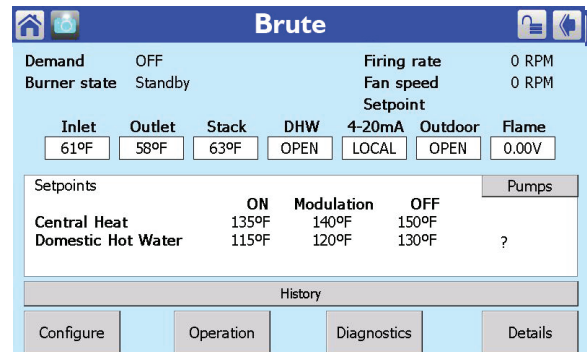 Brute
Demand OFF Firing rate 0 RPM
Burner state Standby Fan speed 0 RPM
Setpoint
Inlet Outlet Stack DHW 4-20mA Outdoor Flame
61ºF 58ºF 63ºF OPEN LOCAL OPEN 0.00V
Setpoints Pumps
ON Modulation OFF
Central Heat 135ºF 140ºF 150ºF
Domestic Hot Water 115ºF 120ºF 130ºF ?
History
Configure Operation Diagnostics Details